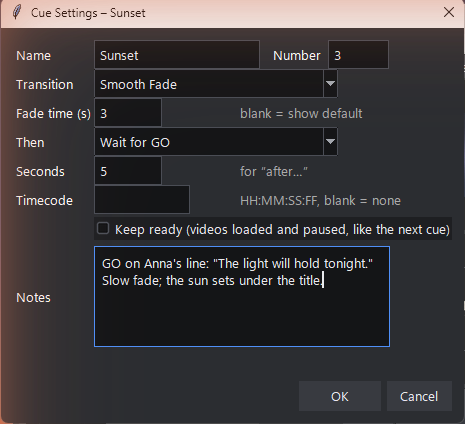 Cue Settings – Sunset
Name Sunset Number 3
Transition Smooth Fade
Fade time (s) 3 blank = show default
Then Wait for GO
Seconds 5 for "after..."
Timecode HH:MM:SS:FF, blank = none
Keep ready (videos loaded and paused, like the next cue)
Notes
GO on Anna's line: "The light will hold tonight."
Slow fade; the sun sets under the title.
OK Cancel